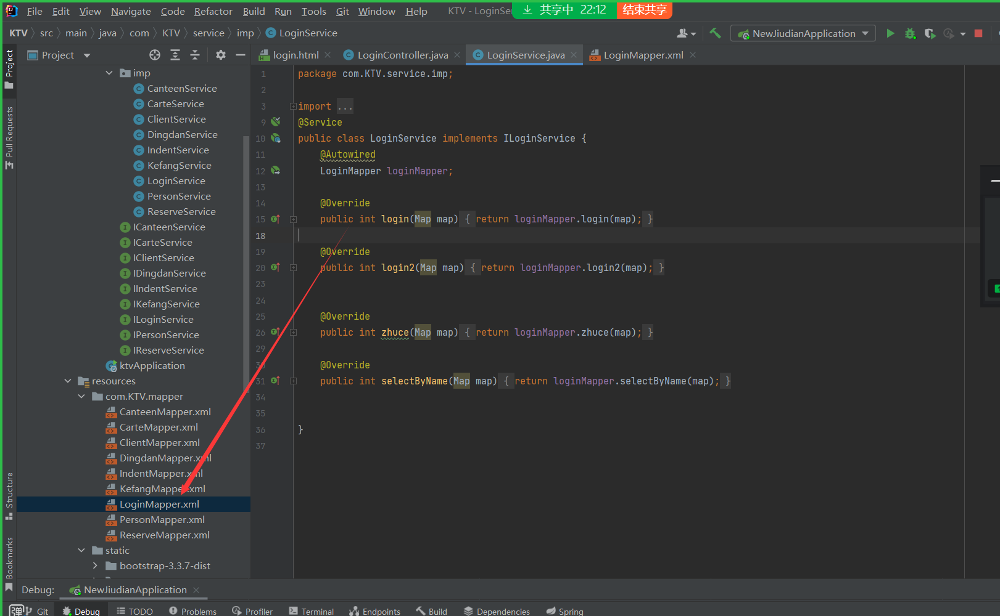 File Edit View Navigate Code Refactor Build Run Tools Git Window Help KTV - LoginSer
共享中 22:12 结束共享
KTV src main java com KTV service imp LoginService
NewJiudianApplication
Project
login.html LoginController.java LoginService.java LoginMapper.xml
Project
Pull Requests
Structure
Bookmarks
imp
CanteenService
CarteService
ClientService
DingdanService
IndentService
KefangService
LoginService
PersonService
ReserveService
ICanteenService
ICarteService
IClientService
IDingdanService
IIndentService
IKefangService
ILoginService
IPersonService
IReserveService
ktvApplication
resources
com.KTV.mapper
CanteenMapper.xml
CarteMapper.xml
ClientMapper.xml
DingdanMapper.xml
IndentMapper.xml
KefangMapper.xml
LoginMapper.xml
PersonMapper.xml
ReserveMapper.xml
static
bootstrap-3.3.7-dist
1 package com.KTV.service.imp;
2
3 import ...
9 @Service
10 public class LoginService implements ILoginService {
11 @Autowired
12 LoginMapper loginMapper;
13
14 @Override
15 public int login(Map map) { return loginMapper.login(map); }
18
19 @Override
20 public int login2(Map map) { return loginMapper.login2(map); }
23
24
25 @Override
26 public int zhuce(Map map) { return loginMapper.zhuce(map); }
29
30 @Override
31 public int selectByName(Map map) { return loginMapper.selectByName(map); }
34
35
36 }
37
Debug: NewJiudianApplication
弹 Git Debug TODO Problems Profiler Terminal Endpoints Build Dependencies Spring